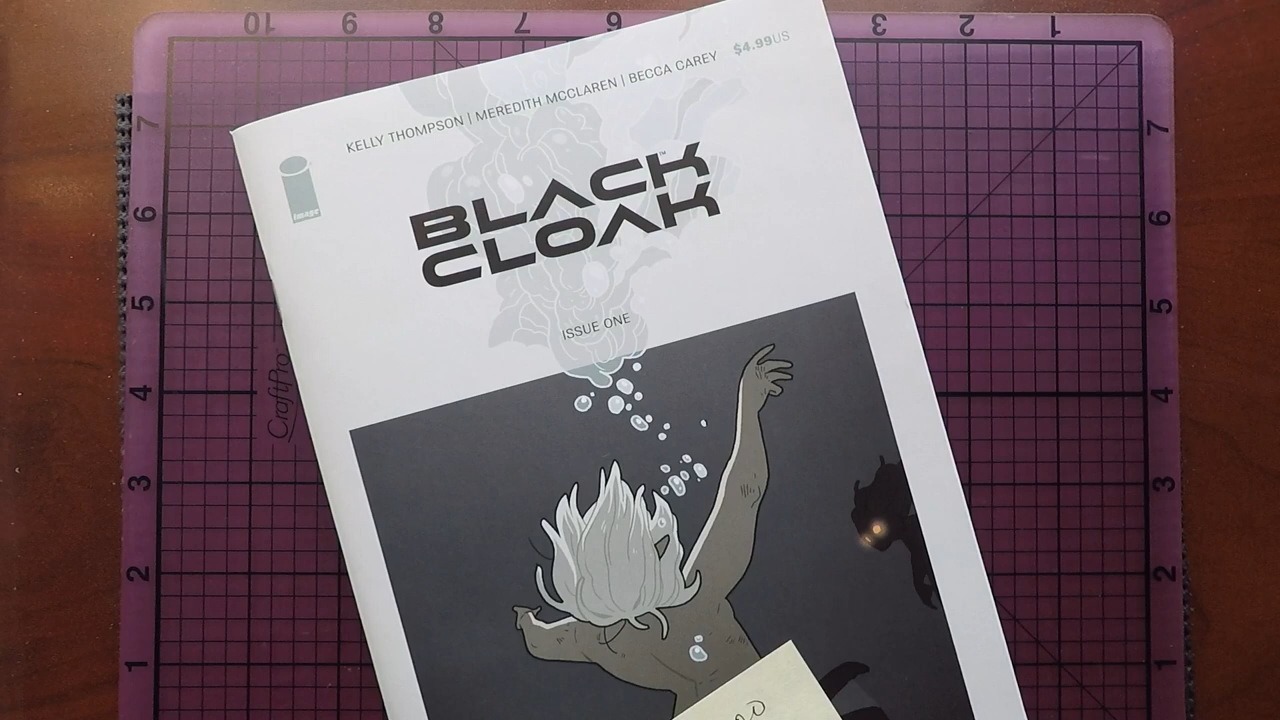 10 9 8 7 6 3 2 1
KELLY THOMPSON | MEREDITH MCCLAREN | BECCA CAREY $4.99US
image
BLACK™
CLOAK
ISSUE ONE
CraftPro
7 7
6 6
5 5
4 4
3 3
2 2
1 1